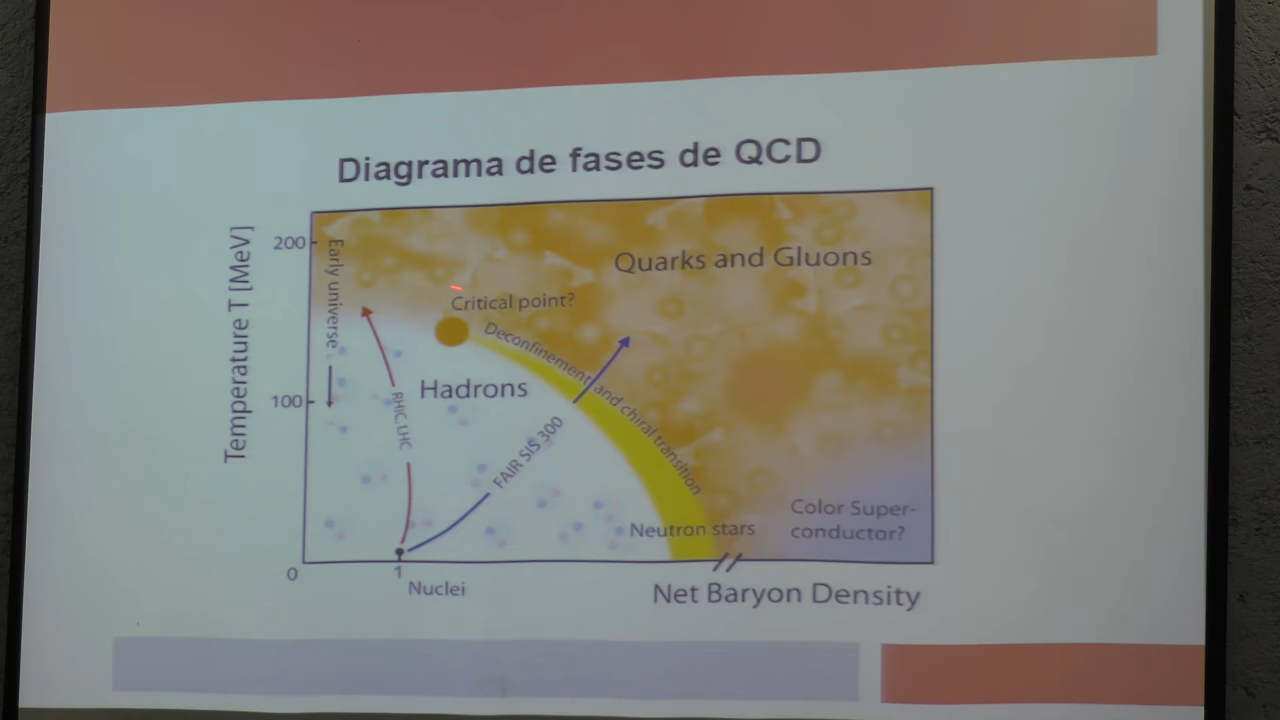 Diagrama de fases de QCD
Temperature T [MeV]
200
100
0
Early universe
Quarks and Gluons
Critical point?
Deconfinement and chiral transition
Hadrons
RHIC, LHC
FAIR SIS 300
Neutron stars
Color Super-
conductor?
1
Nuclei
Net Baryon Density